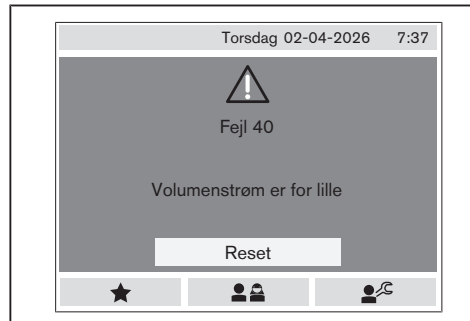 Torsdag 02-04-2026 7:37
Fejl 40
Volumenstrøm er for lille
Reset